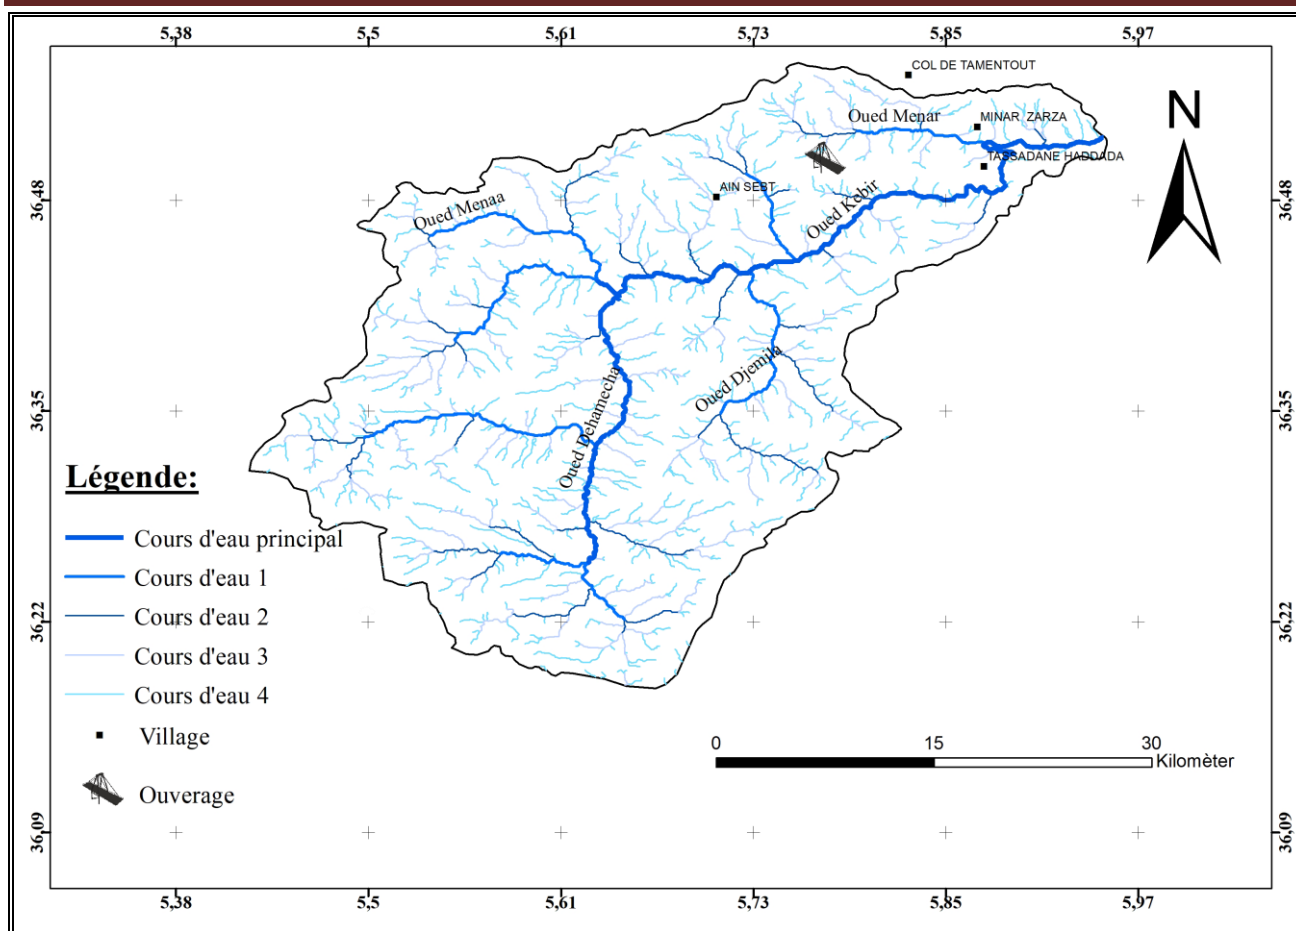 5,38 5,5 5,61 5,73 5,85 5,97
COL DE TAMENTOUT
Oued Menar
MINAR ZARZA
N
TASSADANE HADDADA
AIN SEBT
36,48
36,48
Oued Menaa
Oued Kebir
Oued Djemila
Oued Dehamecha
36,35
36,35
Légende:
Cours d'eau principal
Cours d'eau 1
Cours d'eau 2
36,22
36,22
Cours d'eau 3
Cours d'eau 4
Village
0 15 30
Kilomèter
Ouverage
36,09
36,09
5,38 5,5 5,61 5,73 5,85 5,97